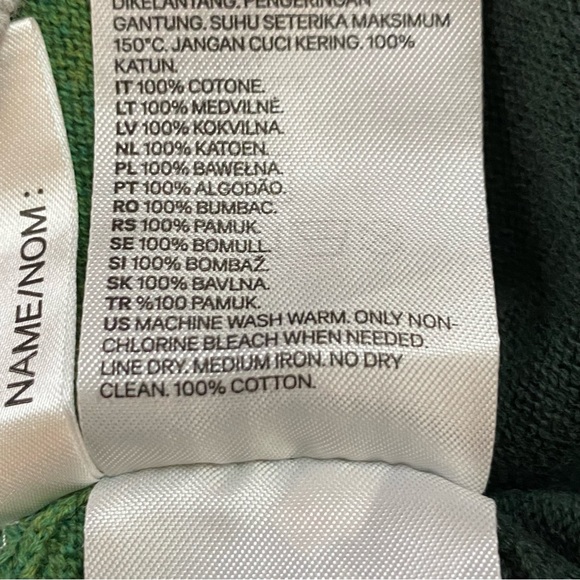 DIKELANTANG. PENGERINGAN
GANTUNG. SUHU SETERIKA MAKSIMUM
150°C. JANGAN CUCI KERING. 100%
KATUN.
IT 100% COTONE.
LT 100% MEDVILNĖ.
LV 100% KOKVILNA.
NL 100% KATOEN.
PL 100% BAWEŁNA.
PT 100% ALGODÃO.
RO 100% BUMBAC.
RS 100% PAMUK.
SE 100% BOMULL.
SI 100% BOMBAŽ.
SK 100% BAVLNA.
TR %100 PAMUK.
US MACHINE WASH WARM. ONLY NON-
CHLORINE BLEACH WHEN NEEDED.
LINE DRY. MEDIUM IRON. NO DRY
CLEAN. 100% COTTON.
NAME/NOM: